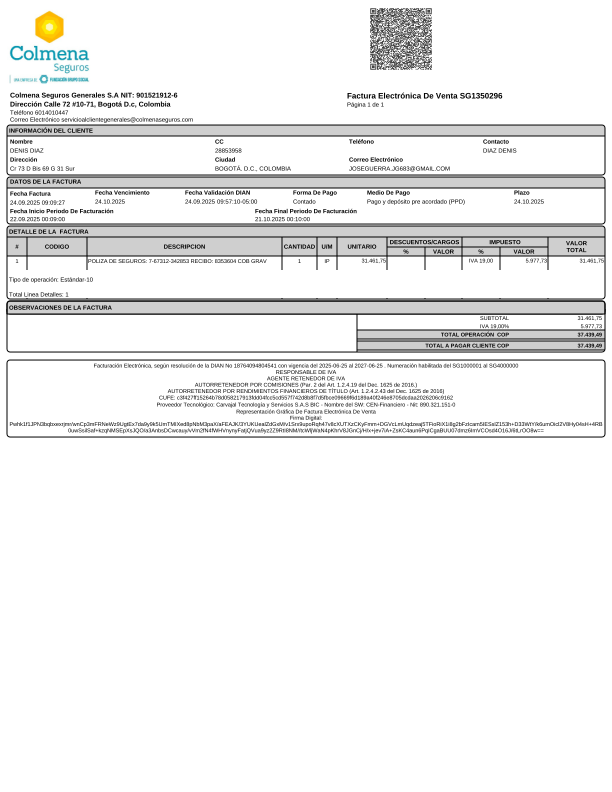 Colmena
Seguros
FUNDACIÓN GRUPO SOCIAL
Colmena Seguros Generales S.A NIT: 901521912-6
Dirección Calle 72 #10-71, Bogotá D.c, Colombia
Teléfono 6014010447
Correo Electrónico servicioalclientegenerales@colmenaseguros.com
Factura Electrónica De Venta SG1350296
Página 1 de 1
INFORMACIÓN DEL CLIENTE
Nombre CC Teléfono Contacto
DENIS DIAZ 28853958 DIAZ DENIS
Dirección Ciudad Correo Electrónico
Cr 73 D Bis 69 G 31 Sur BOGOTÁ. D.C., COLOMBIA JOSEGUERRA.JG683@GMAIL.COM
DATOS DE LA FACTURA
Fecha Factura Fecha Vencimiento Fecha Validación DIAN Forma De Pago Medio De Pago Plazo
24.09.2025 09:09:27 24.10.2025 24.09.2025 09:57:10-05:00 Contado Pago y depósito pre acordado (PPD) 24.10.2025
Fecha Inicio Periodo De Facturación Fecha Final Periodo De Facturación
22.09.2025 00:09:00 21.10.2025 00:10:00
DETALLE DE LA FACTURA
# CODIGO DESCRIPCION CANTIDAD U/M UNITARIO DESCUENTOS/CARGOS IMPUESTO VALOR TOTAL
% VALOR % VALOR
1 POLIZA DE SEGUROS: 7-67312-342853 RECIBO: 8353604 COB GRAV 1 IP 31.461,75 IVA 19,00 5.977,73 31.461,75
Tipo de operación: Estándar-10
Total Linea Detalles: 1
OBSERVACIONES DE LA FACTURA
SUBTOTAL 31.461,75
IVA 19,00% 5.977,73
TOTAL OPERACIÓN COP 37.439,49
TOTAL A PAGAR CLIENTE COP 37.439,49
Facturación Electrónica, según resolución de la DIAN No 18764094804541 con vigencia del 2025-06-25 al 2027-06-25 . Numeración habilitada del SG1000001 al SG4000000
RESPONSABLE DE IVA
AGENTE RETENEDOR DE IVA
AUTORRETENEDOR POR COMISIONES (Par. 2 del Art. 1.2.4.19 del Dec. 1625 de 2016.)
AUTORRETENEDOR POR RENDIMIENTOS FINANCIEROS DE TÍTULO (Art. 1.2.4.2.43 del Dec. 1625 de 2016)
Proveedor Tecnológico: Carvajal Tecnología y Servicios S.A.S BIC - Nombre del SW: CEN-Financiero - Nit: 890.321.151-0
Representación Gráfica De Factura Electrónica De Venta
Firma Digital: